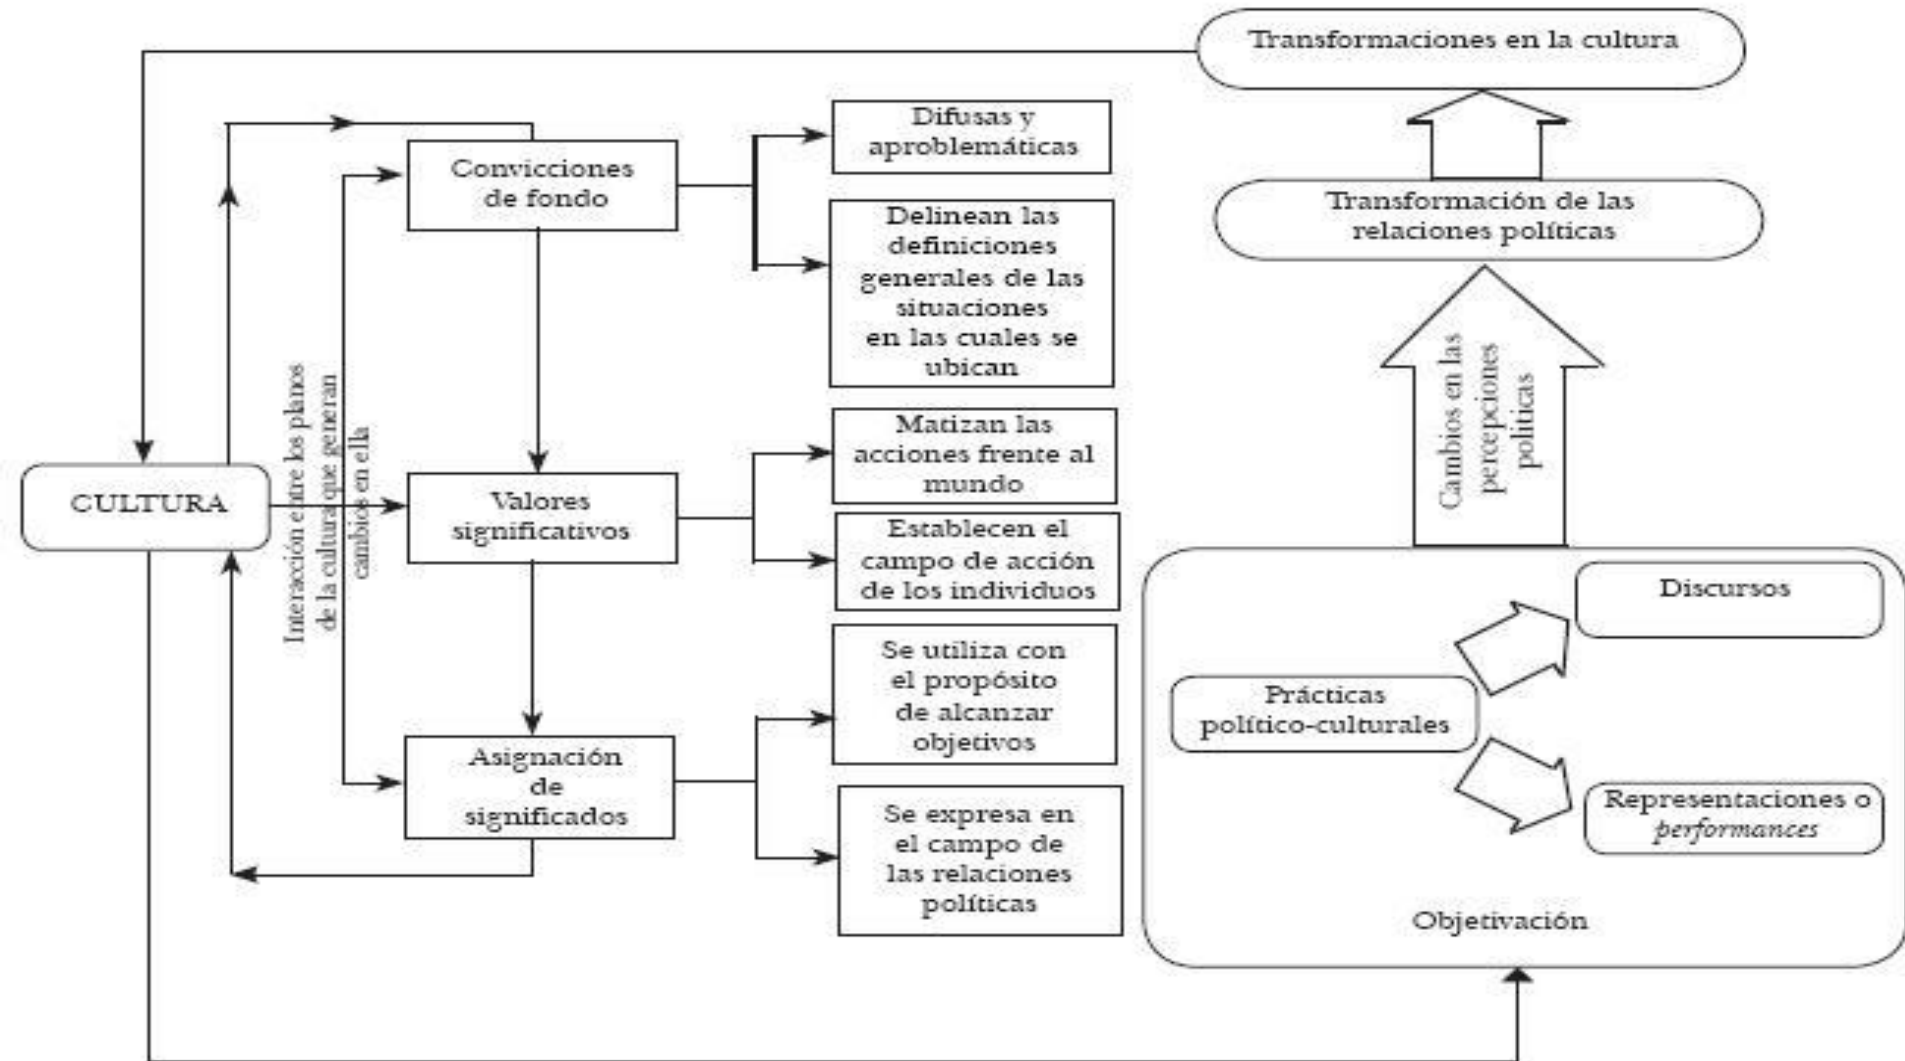 Transformaciones en la cultura
Difusas y
aproblemáticas
Convicciones
de fondo
Transformación de las
relaciones políticas
Delinean las
definiciones
generales de las
situaciones
en las cuales se
ubican
Cambios en las
percepciones
politicas
Interacción entre los planos
de la cultura que generan
cambios en ella
Matizan las
acciones frente al
mundo
CULTURA
Valores
significativos
Establecen el
campo de acción
de los individuos
Discursos
Se utiliza con
el propósito
de alcanzar
objetivos
Prácticas
político-culturales
Asignación
de
significados
Representaciones o
performances
Se expresa en
el campo de
las relaciones
políticas
Objetivación